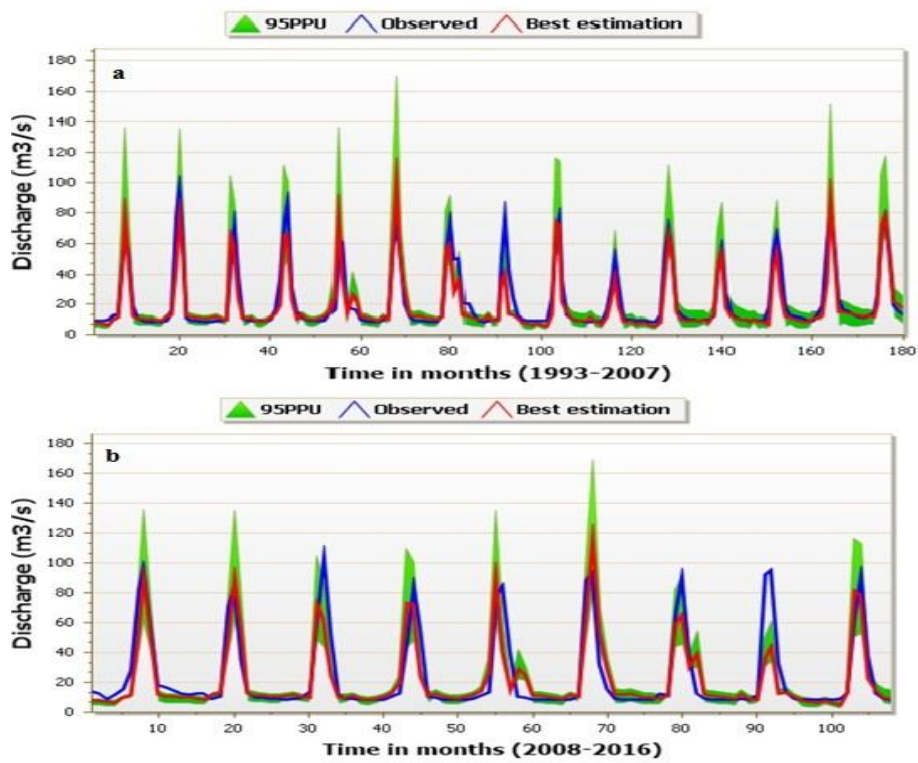 95PPU Observed Best estimation
a
Discharge (m3/s)
180
160
140
120
100
80
60
40
20
0
20 40 60 80 100 120 140 160 180
Time in months (1993-2007)
95PPU Observed Best estimation
b
Discharge (m3/s)
180
160
140
120
100
80
60
40
20
0
10 20 30 40 50 60 70 80 90 100
Time in months (2008-2016)